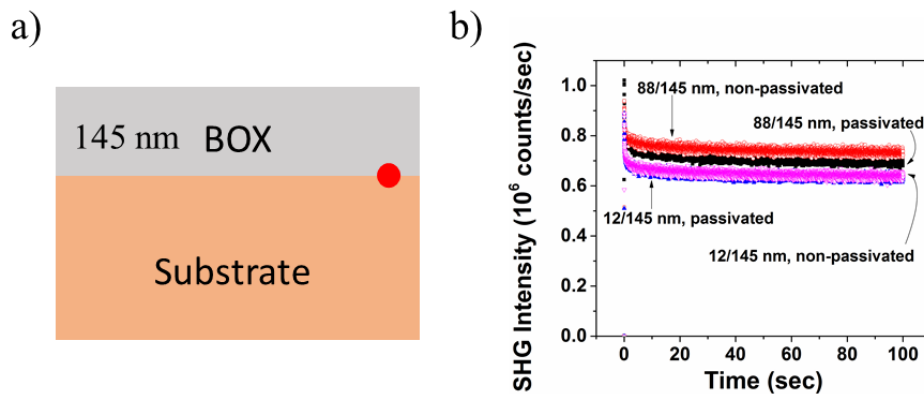 a)
145 nm BOX
Substrate
b)
SHG Intensity (10⁶ counts/sec)
1.0
0.8
0.6
0.4
0.2
0.0
88/145 nm, non-passivated
88/145 nm, passivated
12/145 nm, passivated
12/145 nm, non-passivated
0 20 40 60 80 100
Time (sec)